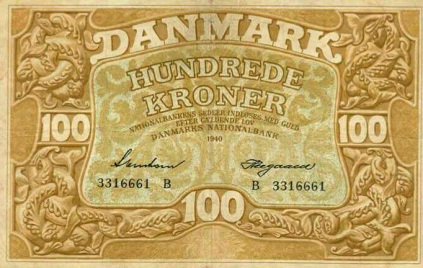 DANMARK
HUNDREDE
KRONER
NATIONALBANKENS SEDLER INDLØSES MED GULD
EFTER GÆLDENDE LOV
DANMARKS NATIONALBANK
1940
3316661 B
B 3316661
100
100
100